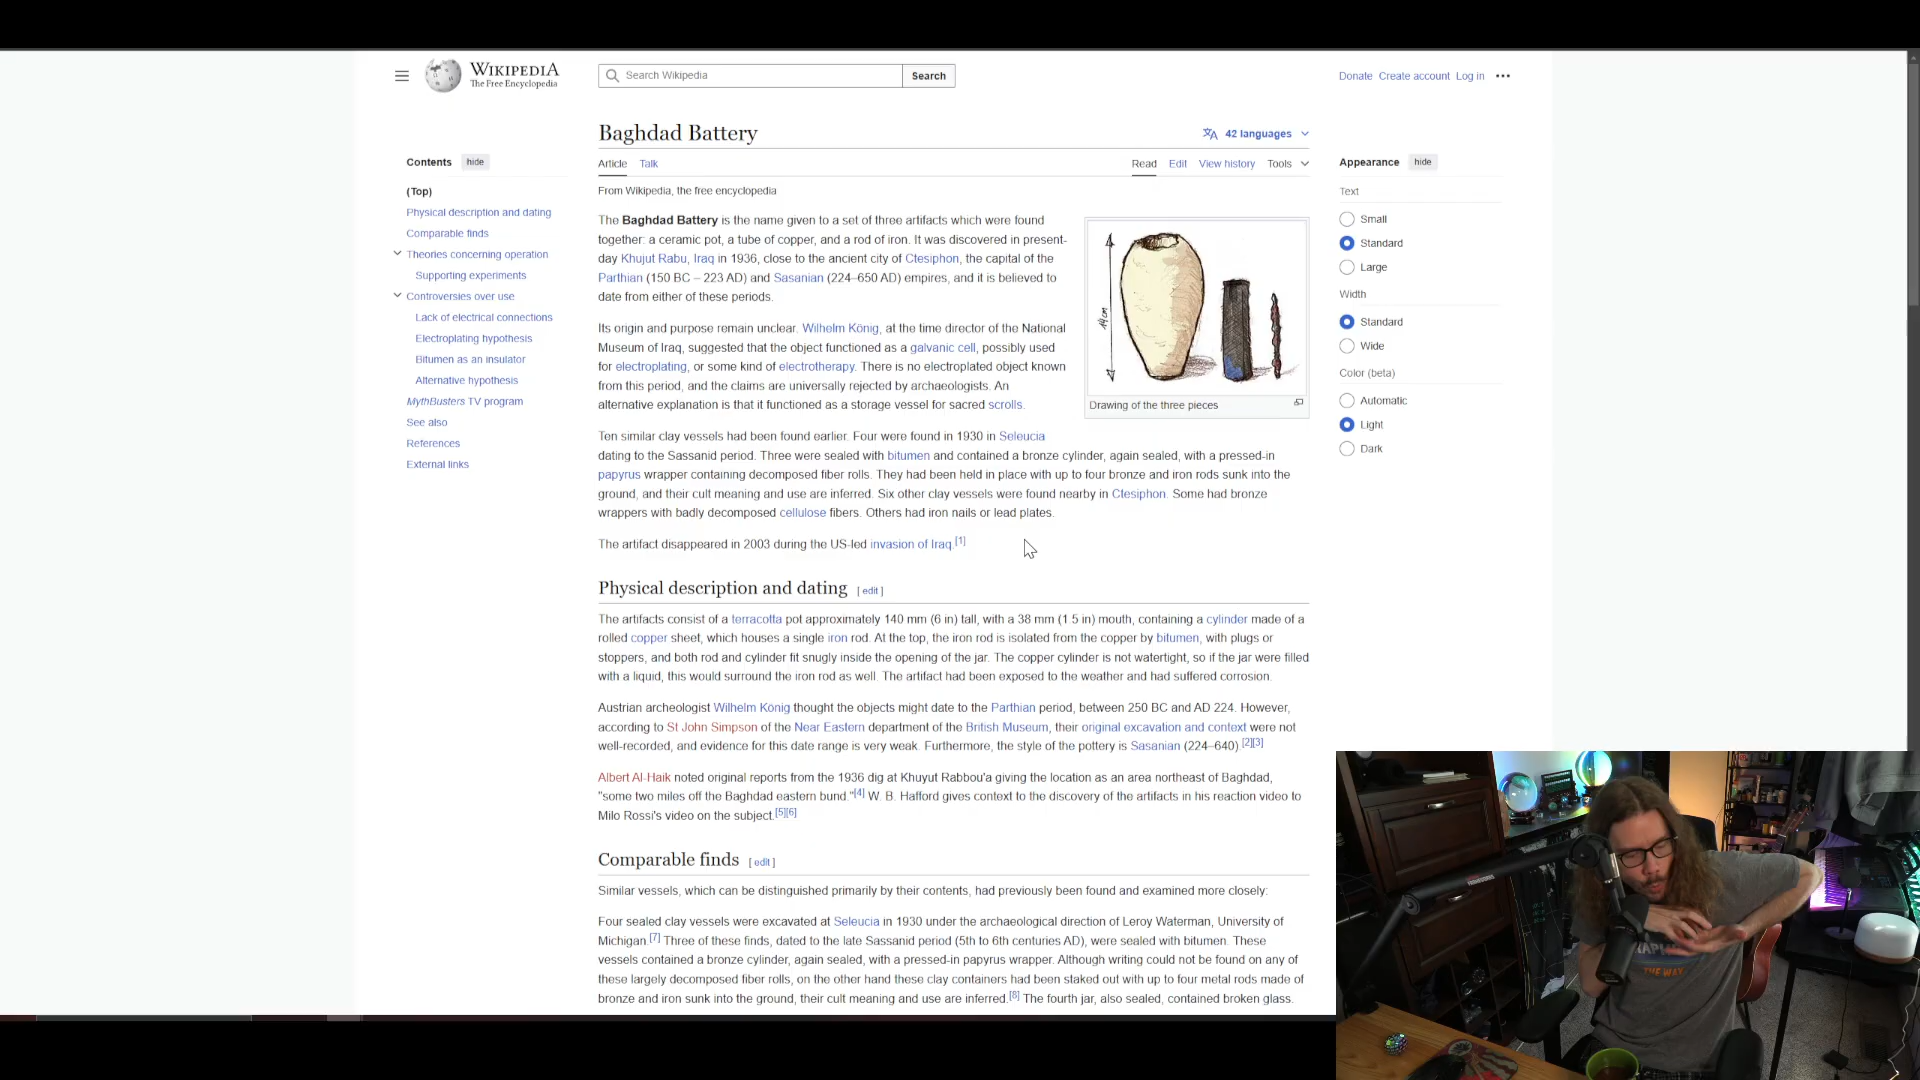 WIKIPEDIA
The Free Encyclopedia
Search Wikipedia
Search
Donate Create account Log in
Baghdad Battery
42 languages
Contents hide
(Top)
Physical description and dating
Comparable finds
Theories concerning operation
Supporting experiments
Controversies over use
Lack of electrical connections
Electroplating hypothesis
Bitumen as an insulator
Alternative hypothesis
MythBusters TV program
See also
References
External links
Article Talk
Read Edit View history Tools
From Wikipedia, the free encyclopedia
The Baghdad Battery is the name given to a set of three artifacts which were found
together: a ceramic pot, a tube of copper, and a rod of iron. It was discovered in present-
day Khujut Rabu, Iraq in 1936, close to the ancient city of Ctesiphon, the capital of the
Parthian (150 BC – 223 AD) and Sasanian (224–650 AD) empires, and it is believed to
date from either of these periods.
Its origin and purpose remain unclear. Wilhelm König, at the time director of the National
Museum of Iraq, suggested that the object functioned as a galvanic cell, possibly used
for electroplating, or some kind of electrotherapy. There is no electroplated object known
from this period, and the claims are universally rejected by archaeologists. An
alternative explanation is that it functioned as a storage vessel for sacred scrolls.
14 cm
Drawing of the three pieces
Ten similar clay vessels had been found earlier. Four were found in 1930 in Seleucia
dating to the Sassanid period. Three were sealed with bitumen and contained a bronze cylinder, again sealed, with a pressed-in
papyrus wrapper containing decomposed fiber rolls. They had been held in place with up to four bronze and iron rods sunk into the
ground, and their cult meaning and use are inferred. Six other clay vessels were found nearby in Ctesiphon. Some had bronze
wrappers with badly decomposed cellulose fibers. Others had iron nails or lead plates.
The artifact disappeared in 2003 during the US-led invasion of Iraq.[1]
Physical description and dating [ edit ]
The artifacts consist of a terracotta pot approximately 140 mm (6 in) tall, with a 38 mm (1 5 in) mouth, containing a cylinder made of a
rolled copper sheet, which houses a single iron rod. At the top, the iron rod is isolated from the copper by bitumen, with plugs or
stoppers, and both rod and cylinder fit snugly inside the opening of the jar. The copper cylinder is not watertight, so if the jar were filled
with a liquid, this would surround the iron rod as well. The artifact had been exposed to the weather and had suffered corrosion.
Austrian archeologist Wilhelm König thought the objects might date to the Parthian period, between 250 BC and AD 224. However,
according to St John Simpson of the Near Eastern department of the British Museum, their original excavation and context were not
well-recorded, and evidence for this date range is very weak. Furthermore, the style of the pottery is Sasanian (224–640).[2][3]
Albert Al-Haik noted original reports from the 1936 dig at Khuyut Rabbou'a giving the location as an area northeast of Baghdad,
"some two miles off the Baghdad eastern bund."[4] W. B. Hafford gives context to the discovery of the artifacts in his reaction video to
Milo Rossi's video on the subject.[5][6]
Comparable finds [ edit ]
Similar vessels, which can be distinguished primarily by their contents, had previously been found and examined more closely:
Four sealed clay vessels were excavated at Seleucia in 1930 under the archaeological direction of Leroy Waterman, University of
Michigan.[7] Three of these finds, dated to the late Sassanid period (5th to 6th centuries AD), were sealed with bitumen. These
vessels contained a bronze cylinder, again sealed, with a pressed-in papyrus wrapper. Although writing could not be found on any of
these largely decomposed fiber rolls, on the other hand these clay containers had been staked out with up to four metal rods made of
bronze and iron sunk into the ground, their cult meaning and use are inferred.[8] The fourth jar, also sealed, contained broken glass.
Appearance hide
Text
Small
Standard
Large
Width
Standard
Wide
Color (beta)
Automatic
Light
Dark
THE WAY